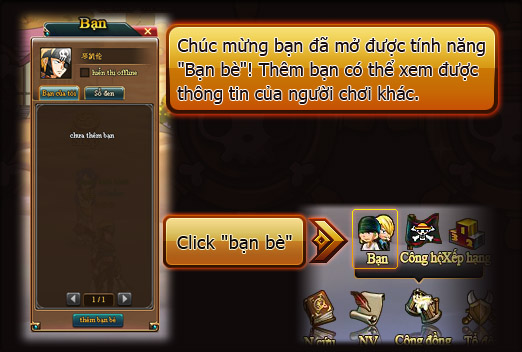 Bạn
hiển thị offline
Bạn của tôi
Sổ đen
chưa thêm bạn
1 / 1
thêm bạn bè
Chúc mừng bạn đã mở được tính năng
"Bạn bè"! Thêm bạn có thể xem được
thông tin của người chơi khác.
Click "bạn bè"
Bạn
Công hộ
Xếp hạng
N.cứu
NV
Cộng đồng